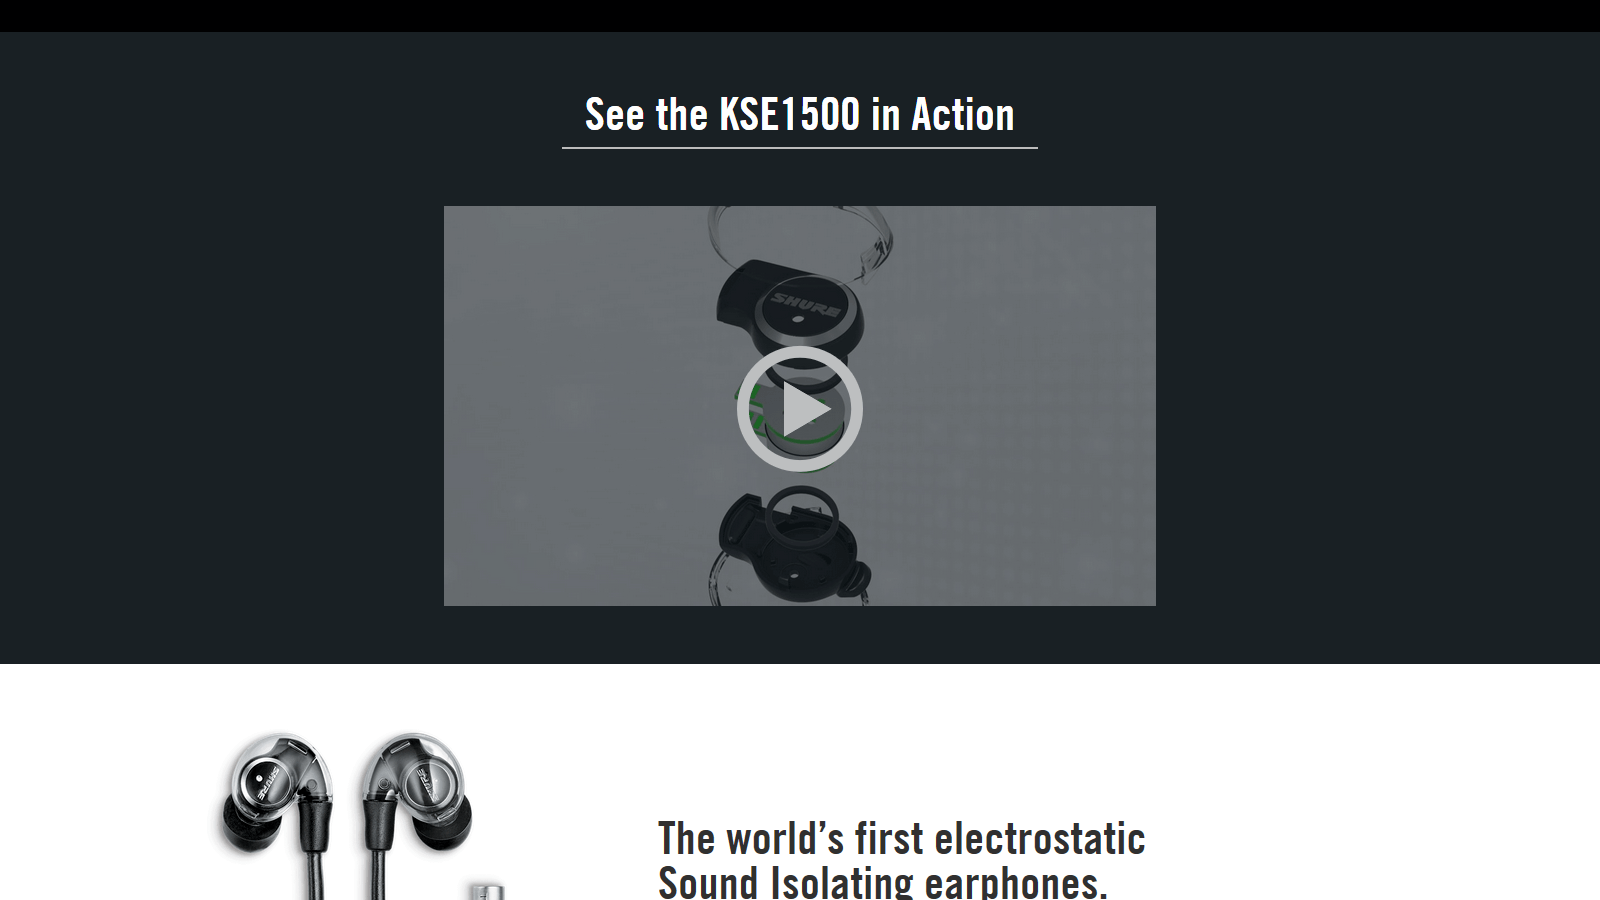 See the KSE1500 in Action
SHURE
SHURE
SHURE
The world’s first electrostatic
Sound Isolating earphones.